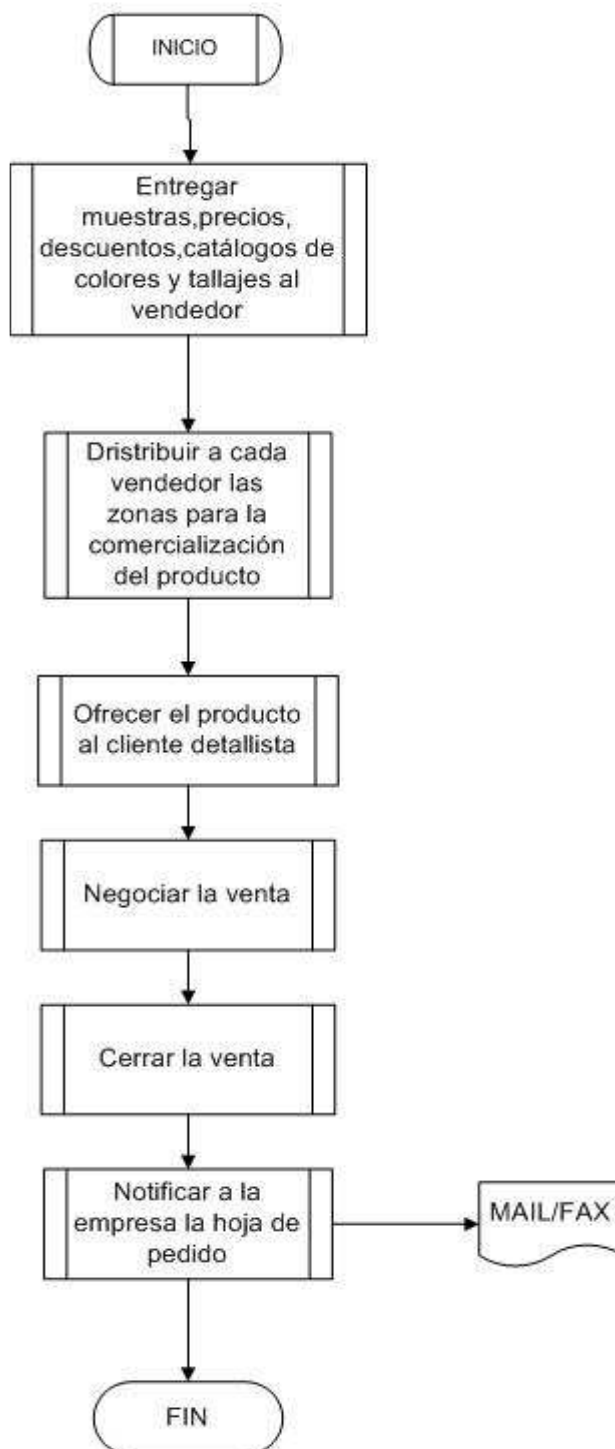 INICIO
Entregar
muestras,precios,
descuentos,catálogos de
colores y tallajes al
vendedor
Dristribuir a cada
vendedor las
zonas para la
comercialización
del producto
Ofrecer el producto
al cliente detallista
Negociar la venta
Cerrar la venta
Notificar a la
empresa la hoja de
pedido
MAIL/FAX
FIN